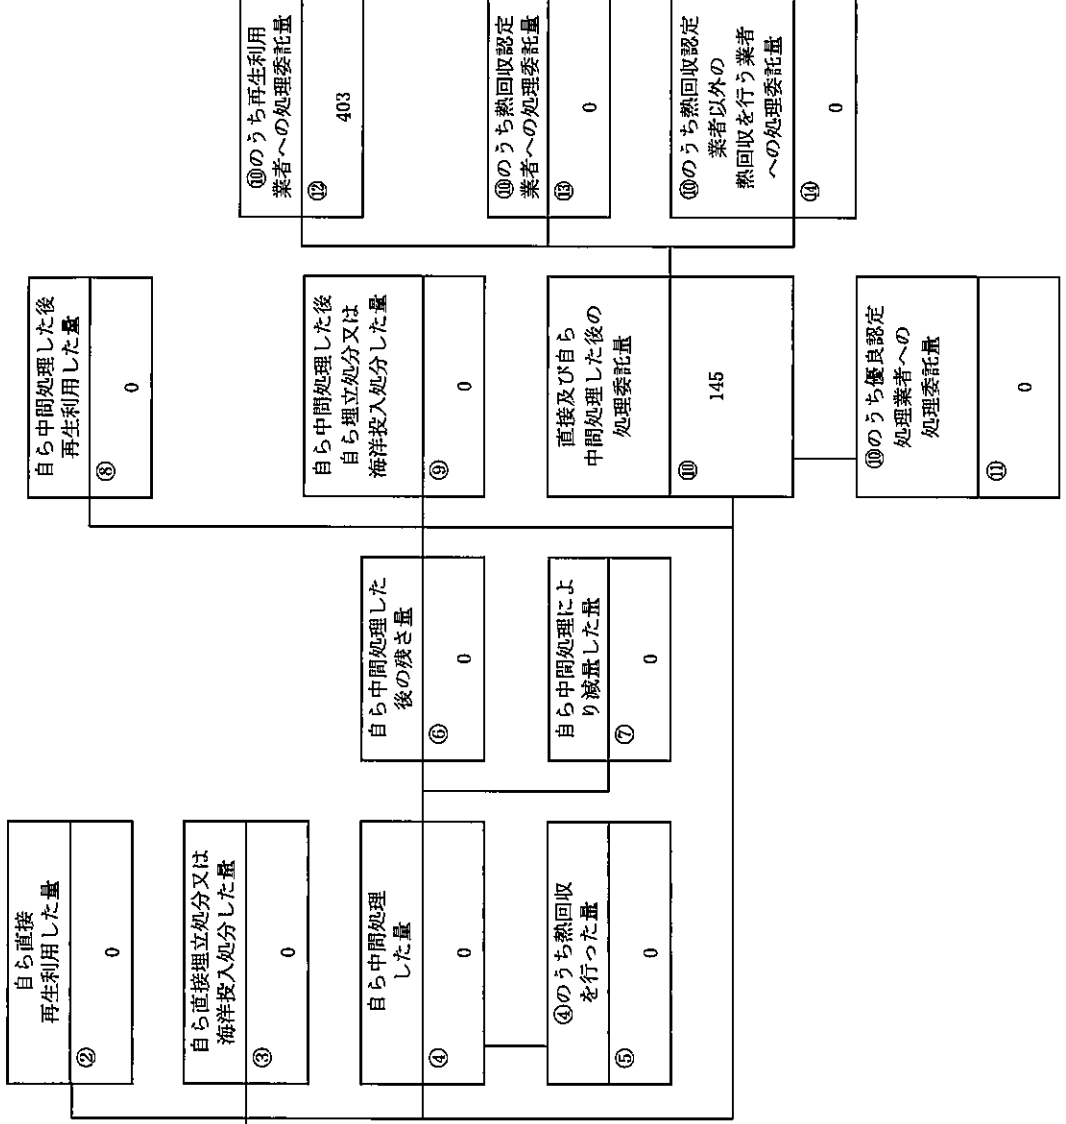 自ら直接
再生利用した量
②
0
自ら直接埋立処分又は
海洋投入処分した量
③
0
自ら中間処理
した量
④
0
④のうち熱回収
を行った量
⑤
0
自ら中間処理した
後の残さ量
⑥
0
自ら中間処理によ
り減量した量
⑦
0
自ら中間処理した後
再生利用した量
⑧
0
自ら中間処理した後
自ら埋立処分又は
海洋投入処分した量
⑨
0
直接及び自ら
中間処理した後の
処理委託量
⑩
145
⑩のうち優良認定
処理業者への
処理委託量
⑪
0
⑩のうち再生利用
業者への処理委託量
⑫
403
⑩のうち熱回収認定
業者への処理委託量
⑬
0
⑩のうち熱回収認定
業者以外の
熱回収を行う業者
への処理委託量
⑭
0